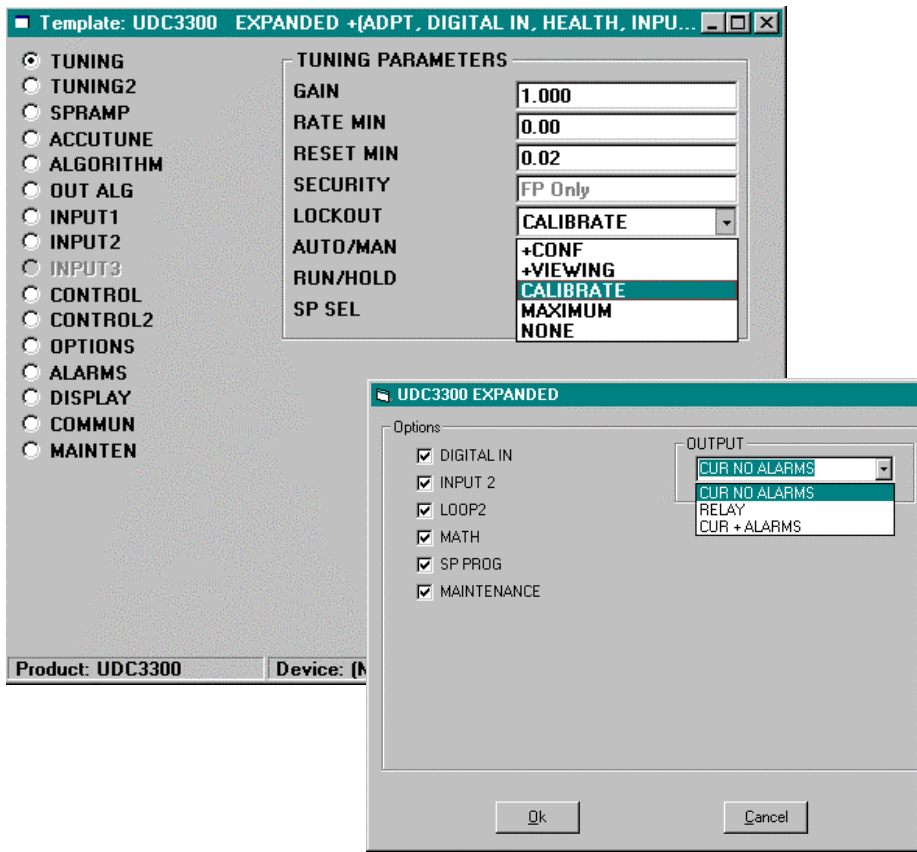 Template: UDC3300 EXPANDED +(ADPT, DIGITAL IN, HEALTH, INPU...
TUNING
TUNING2
SPRAMP
ACCUTUNE
ALGORITHM
OUT ALG
INPUT1
INPUT2
INPUT3
CONTROL
CONTROL2
OPTIONS
ALARMS
DISPLAY
COMMUN
MAINTEN
TUNING PARAMETERS
GAIN 1.000
RATE MIN 0.00
RESET MIN 0.02
SECURITY FP Only
LOCKOUT CALIBRATE
AUTO/MAN
RUN/HOLD
SP SEL
+CONF
+VIEWING
CALIBRATE
MAXIMUM
NONE
Product: UDC3300
Device: (N
UDC3300 EXPANDED
Options
DIGITAL IN
INPUT 2
LOOP2
MATH
SP PROG
MAINTENANCE
OUTPUT
CUR NO ALARMS
CUR NO ALARMS
RELAY
CUR + ALARMS
Ok
Cancel